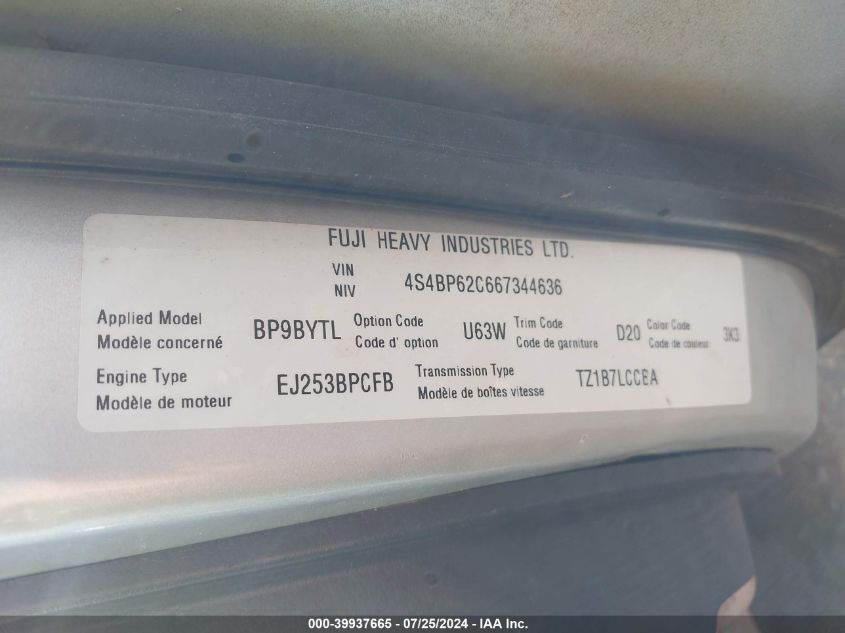 FUJI HEAVY INDUSTRIES LTD.
VIN
NIV
4S4BP62C667344636
Applied Model
Modèle concerné
BP9BYTL
Option Code
Code d' option
U63W
Trim Code
Code de garniture
D20
Color Code
Code de couleur
3K3
Engine Type
Modèle de moteur
EJ253BPCFB
Transmission Type
Modèle de boîtes vitesse
TZ1B7LCCEA
000-39937665 / 07/25/2024 - IAA Inc.